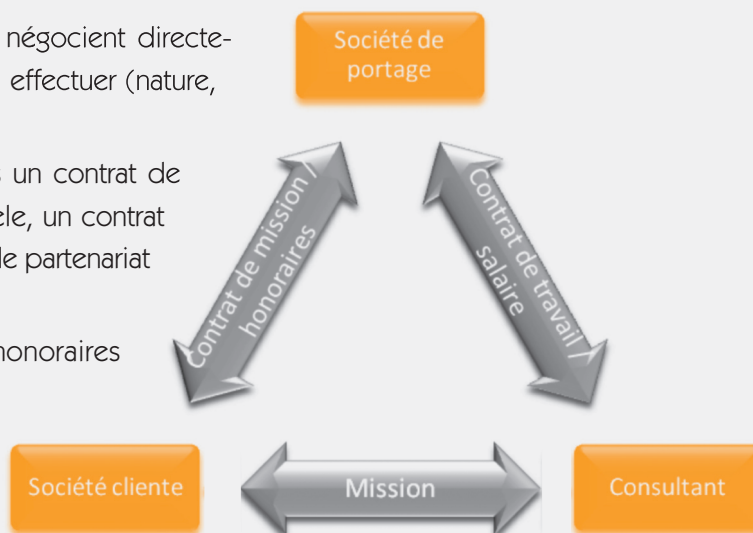 négocient directe-
effectuer (nature,
un contrat de
un contrat
de partenariat
honoraires
Société de
portage
Contrat de mission /
honoraires
Contrat de travail /
salaire
Société cliente
Mission
Consultant